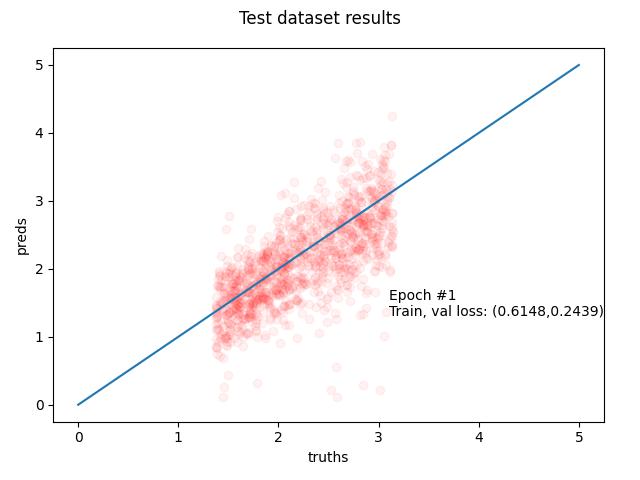 Test dataset results
5
4
3
2
1
0
preds
Epoch #1
Train, val loss: (0.6148,0.2439)
0 1 2 3 4 5
truths